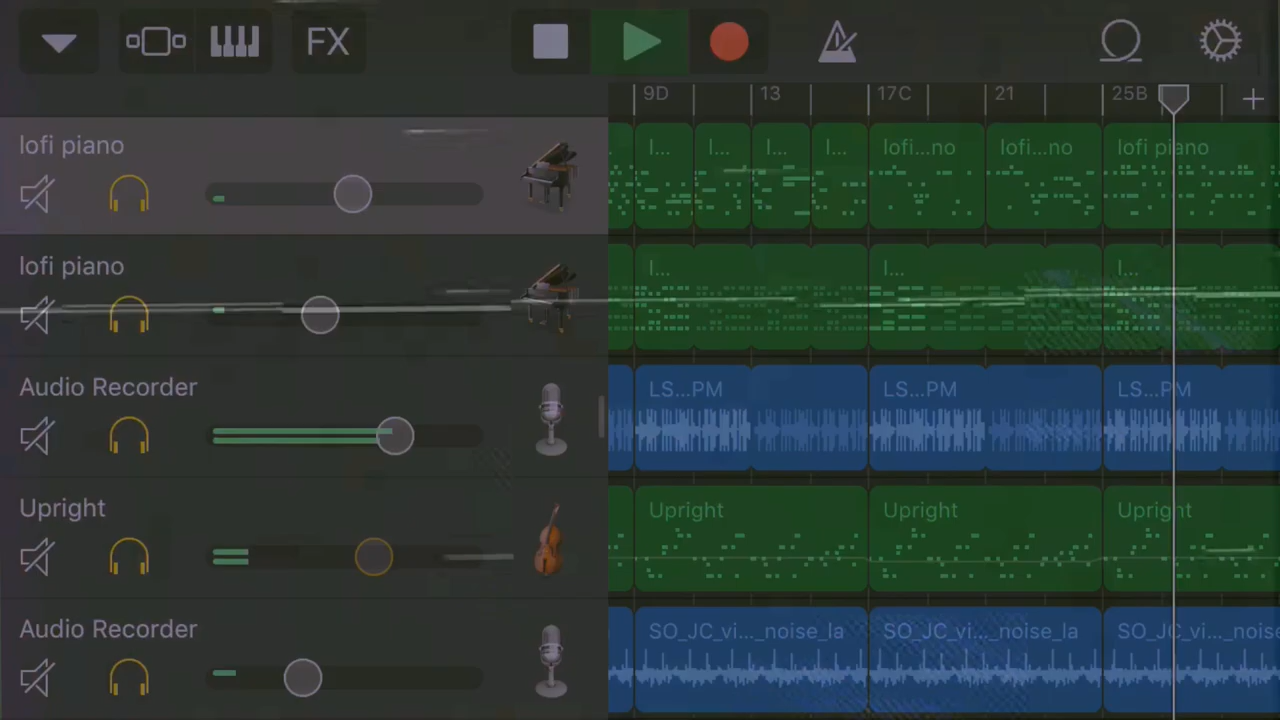 FX
9D 13 17C 21 25B
lofi piano
l... l... l... l... lofi...no lofi...no lofi piano
lofi piano
l... l... l...
Audio Recorder
LS...PM LS...PM LS...PM
Upright
Upright Upright Upright
Audio Recorder
SO_JC_vi..._noise_la SO_JC_vi..._noise_la SO_JC_vi..._noise